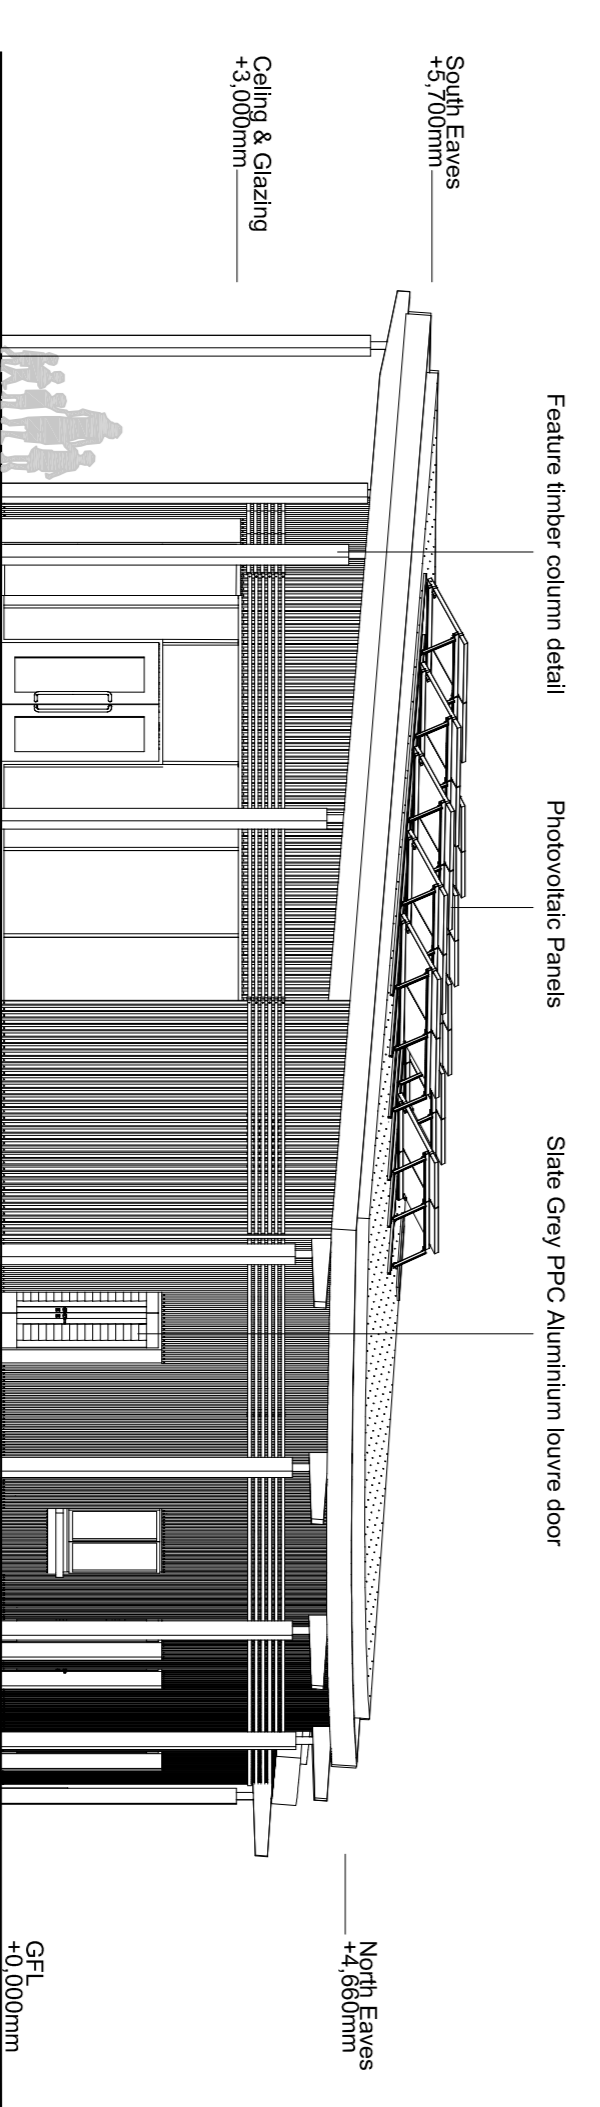 Feature timber column detail
Photovoltaic Panels
Slate Grey PPC Aluminium louvre door
South Eaves
+5,700mm
Celing & Glazing
+3,000mm
North Eaves
+4,660mm
GFL
+0,000mm